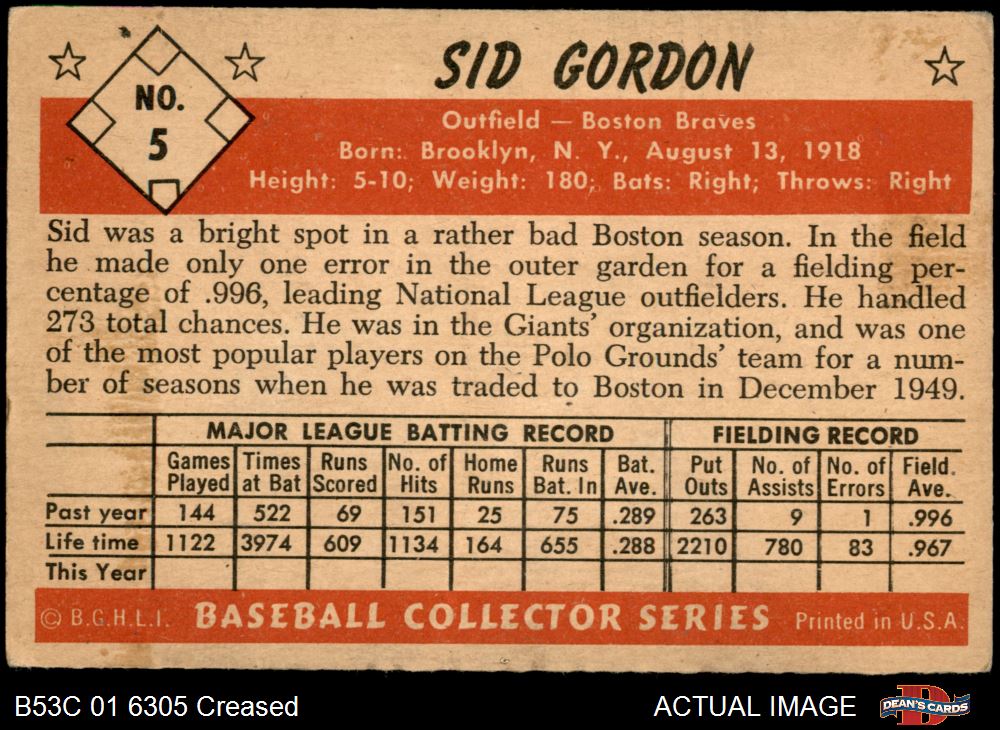 SID GORDON
NO.
5
Outfield — Boston Braves
Born: Brooklyn, N. Y., August 13, 1918
Height: 5-10; Weight: 180; Bats: Right; Throws: Right
Sid was a bright spot in a rather bad Boston season. In the field
he made only one error in the outer garden for a fielding per-
centage of .996, leading National League outfielders. He handled
273 total chances. He was in the Giants' organization, and was one
of the most popular players on the Polo Grounds' team for a num-
ber of seasons when he was traded to Boston in December 1949.
MAJOR LEAGUE BATTING RECORD FIELDING RECORD
Games Times Runs No. of Home Runs Bat. Put No. of No. of Field.
Played at Bat Scored Hits Runs Bat. In Ave. Outs Assists Errors Ave.
Past year 144 522 69 151 25 75 .289 263 9 1 .996
Life time 1122 3974 609 1134 164 655 .288 2210 780 83 .967
This Year
© B.G.H.L.I. BASEBALL COLLECTOR SERIES Printed in U.S.A.
B53C 01 6305 Creased ACTUAL IMAGE DEAN'S CARDS